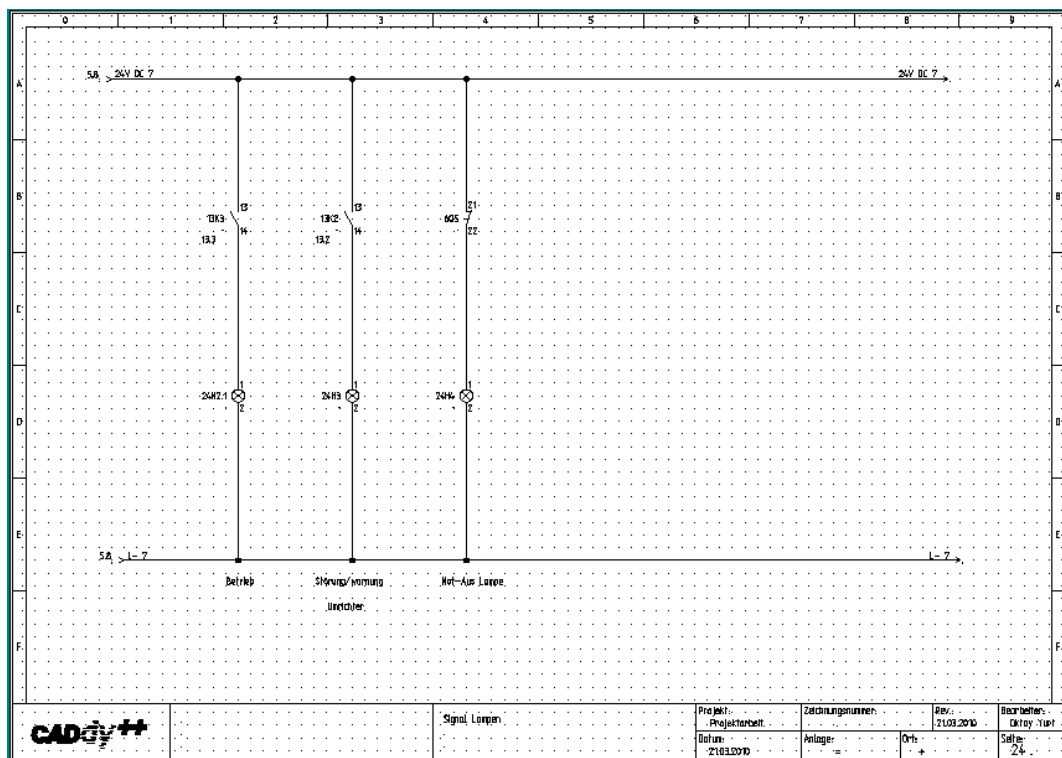 0 1 2 3 4 5 6 7 8 9
5.8 24V DC 7 24V DC 7
A A
B B
13 13 21
13K3 13K2 6Q5
14 14 22
13.3 13.2
C C
1 1 1
24H2.1 24H3 24H4
2 2 2
D D
E E
5.8 L- 7 L- 7
Betrieb Störung/warnung Not-Aus Lampe
Umrichter
F F
CADdy++
Signal Lampen
Projekt: Zeichnungsnummer: Rev.: Bearbeiter:
Projektarbeit 21.03.2010 Oktay
Datum: Anlage: Ort: Seite:
21.03.2010 = + 24